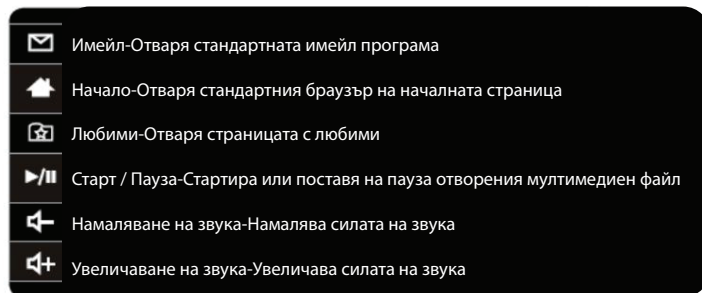 Имейл-Отваря стандартната имейл програма
Начало-Отваря стандартния браузър на началната страница
Любими-Отваря страницата с любими
Старт / Пауза-Стартира или поставя на пауза отворения мултимедиен файл
Намаляване на звука-Намалява силата на звука
Увеличаване на звука-Увеличава силата на звука